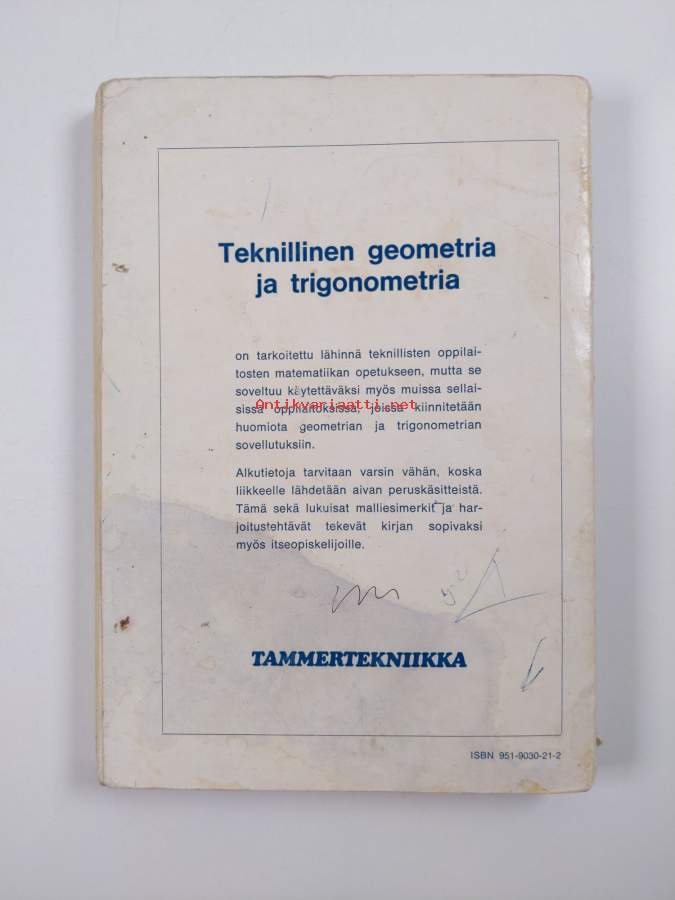 Teknillinen geometria
ja trigonometria
on tarkoitettu lähinnä teknillisten oppilai-
tosten matematiikan opetukseen, mutta se
soveltuu käytettäväksi myös muissa sellai-
sissa oppilaitoksissa, joissa kiinnitetään
Antikvariaatti.net
huomiota geometrian ja trigonometrian
sovellutuksiin.
Alkutietoja tarvitaan varsin vähän, koska
liikkeelle lähdetään aivan peruskäsitteistä.
Tämä sekä lukuisat malliesimerkit ja har-
joitustehtävät tekevät kirjan sopivaksi
myös itseopiskelijoille.
TAMMERTEKNIIKKA
ISBN 951-9030-21-2